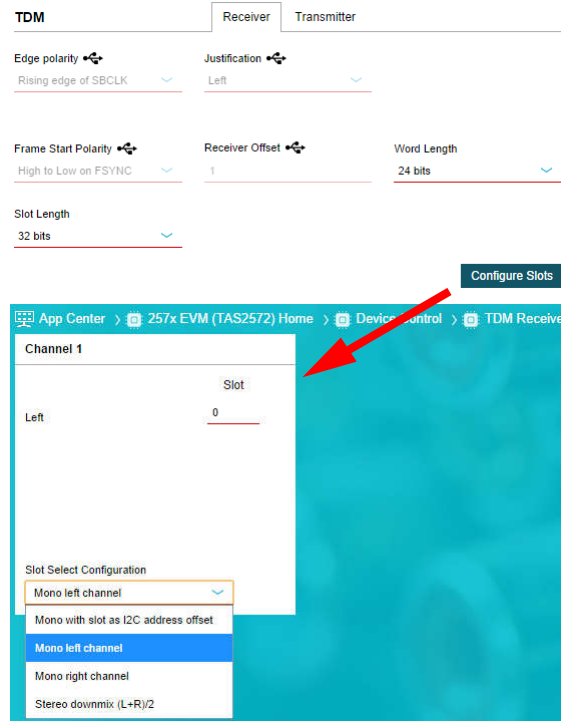 TDM Receiver Transmitter
Edge polarity Justification
Rising edge of SBCLK Left
Frame Start Polarity Receiver Offset Word Length
High to Low on FSYNC 1 24 bits
Slot Length
32 bits
Configure Slots
App Center 257x EVM (TAS2572) Home Device Control TDM Receive
Channel 1
Slot
Left 0
Slot Select Configuration
Mono left channel
Mono with slot as I2C address offset
Mono left channel
Mono right channel
Stereo downmix (L+R)/2